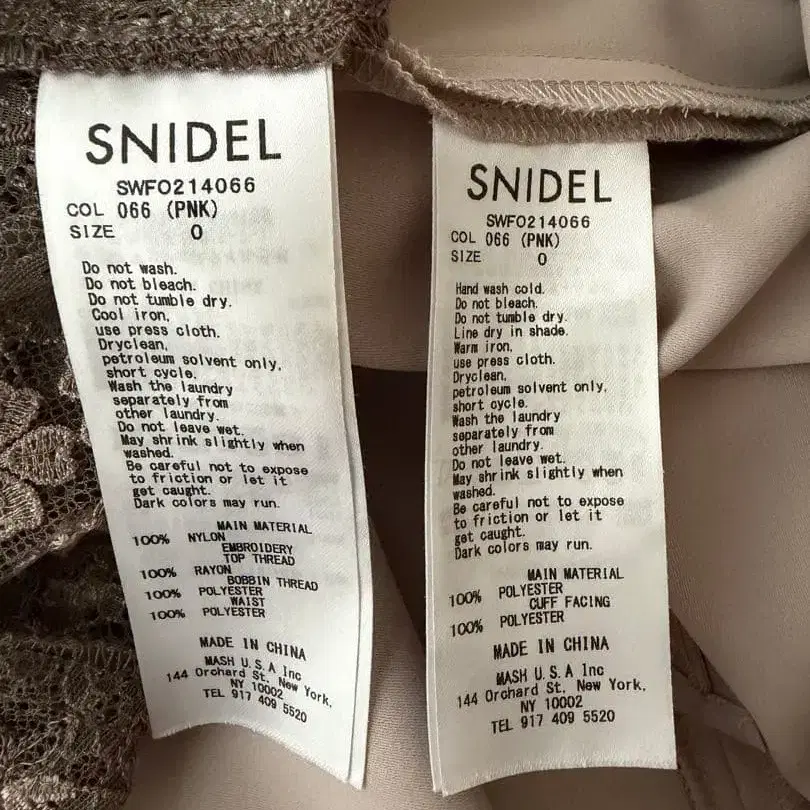 SNIDEL
SWFO214066
COL 066 (PNK)
SIZE 0
Do not wash.
Do not bleach.
Do not tumble dry.
Cool iron,
use press cloth.
Dryclean,
petroleum solvent only,
short cycle.
Wash the laundry
separately from
other laundry.
Do not leave wet.
May shrink slightly when
washed.
Be careful not to expose
to friction or let it
get caught.
Dark colors may run.
MAIN MATERIAL
100% NYLON
EMBROIDERY
TOP THREAD
100% RAYON
BOBBIN THREAD
100% POLYESTER
WAIST
100% POLYESTER
MADE IN CHINA
MASH U.S.A Inc
144 Orchard St. New York,
NY 10002
TEL 917 409 5520
SNIDEL
SWFO214066
COL 066 (PNK)
SIZE 0
Hand wash cold.
Do not bleach.
Do not tumble dry.
Line dry in shade.
Warm iron,
use press cloth.
Dryclean,
petroleum solvent only,
short cycle.
Wash the laundry
separately from
other laundry.
Do not leave wet.
May shrink slightly when
washed.
Be careful not to expose
to friction or let it
get caught.
Dark colors may run.
MAIN MATERIAL
100% POLYESTER
CUFF FACING
100% POLYESTER
MADE IN CHINA
MASH U.S.A Inc
144 Orchard St. New York,
NY 10002
TEL 917 409 5520